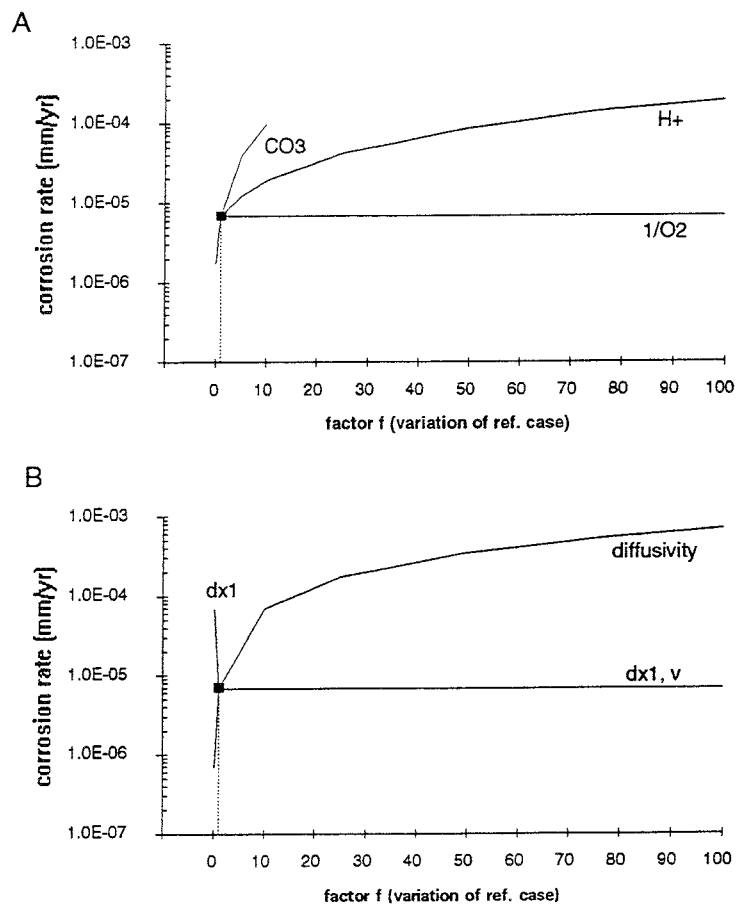 A
1.0E-03
1.0E-04
1.0E-05
1.0E-06
1.0E-07
corrosion rate [mm/yr]
CO3
H+
1/O2
0 10 20 30 40 50 60 70 80 90 100
factor f (variation of ref. case)
B
1.0E-03
1.0E-04
1.0E-05
1.0E-06
1.0E-07
corrosion rate [mm/yr]
dx1
diffusivity
dx1, v
0 10 20 30 40 50 60 70 80 90 100
factor f (variation of ref. case)